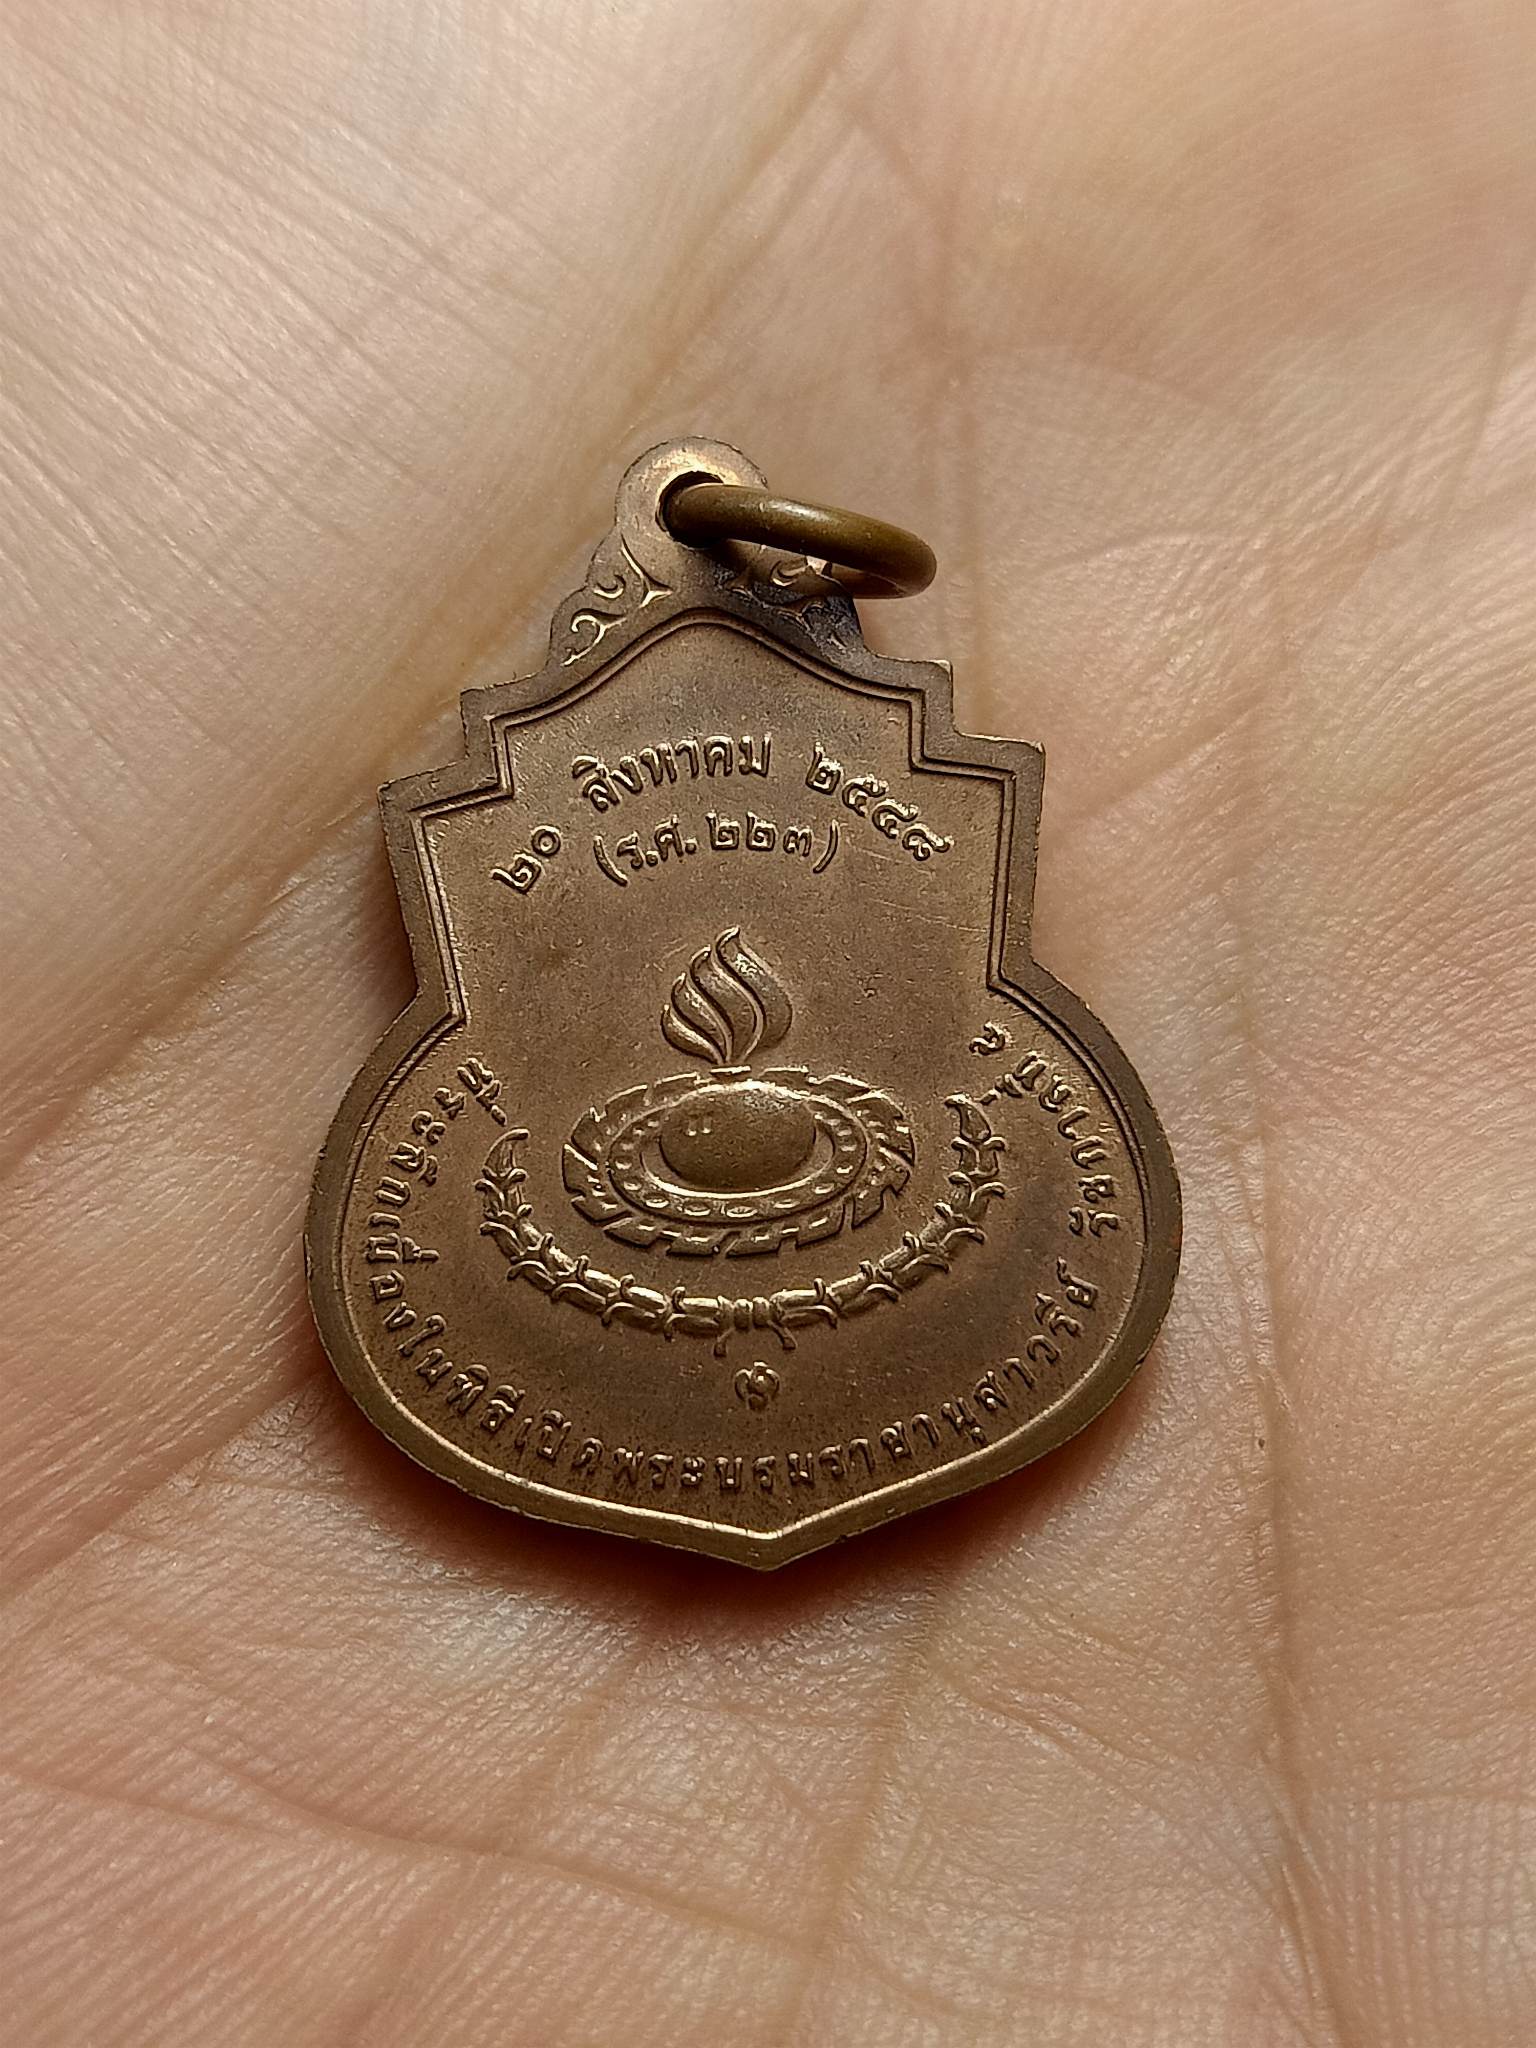 ๒๐ สิงหาคม ๒๕๔๘
(ร.ศ. ๒๒๓)
ที่ระลึกเนื่องในพิธีเปิดพระบรมราชานุสาวรีย์ รัชกาลที่ ๕